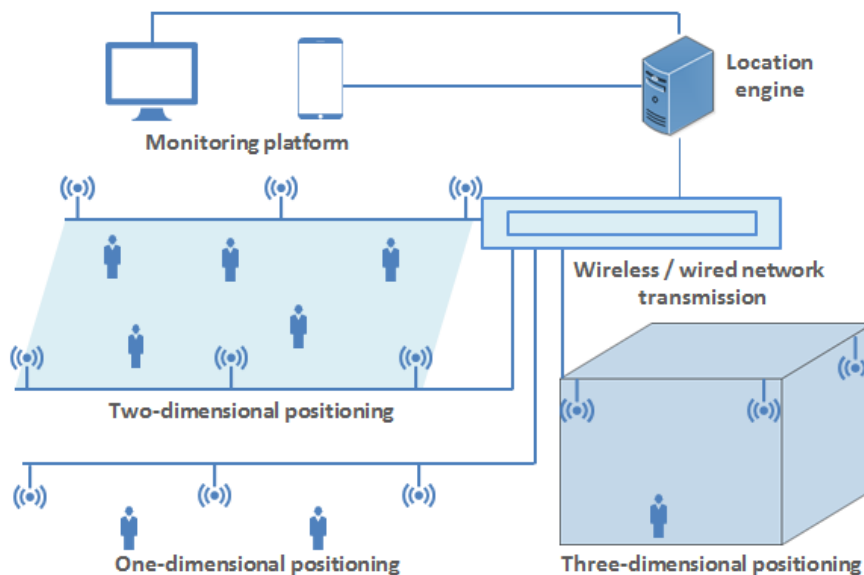 Location
engine
Monitoring platform
Wireless / wired network
transmission
Two-dimensional positioning
One-dimensional positioning
Three-dimensional positioning